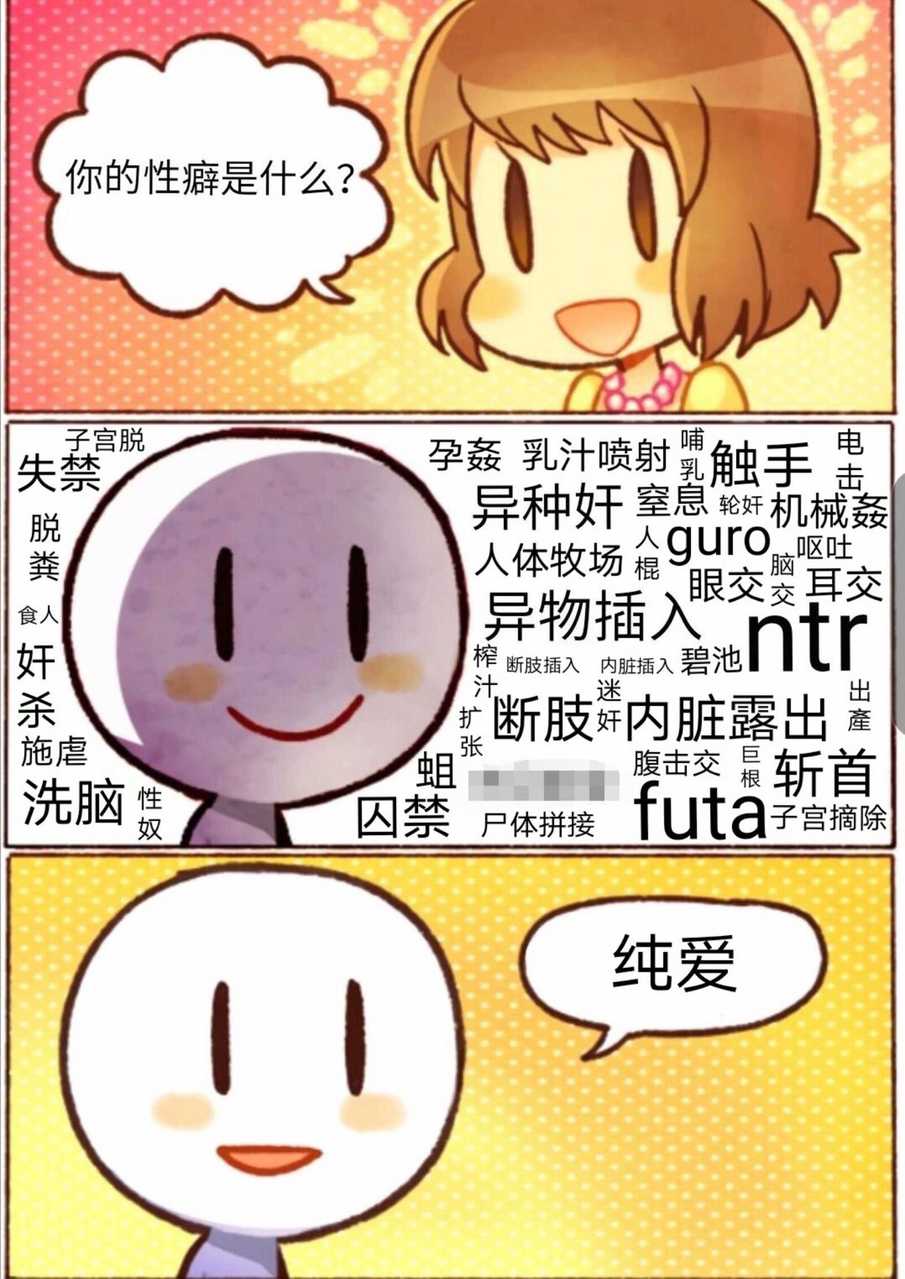 你的性癖是什么?
子宫脱
失禁
脱粪
食人
奸杀
施虐
洗脑
性奴
孕姦
乳汁喷射
哺乳
触手
电击
异种奸
窒息
轮奸
机械姦
人体牧场
人棍
guro
脑交
呕吐
眼交
耳交
异物插入
ntr
榨汁
断肢插入
内脏插入
碧池
扩张
断肢
迷奸
内脏露出
出產
蛆
腹击交
巨根
斩首
囚禁
尸体拼接
futa
子宫摘除
纯爱